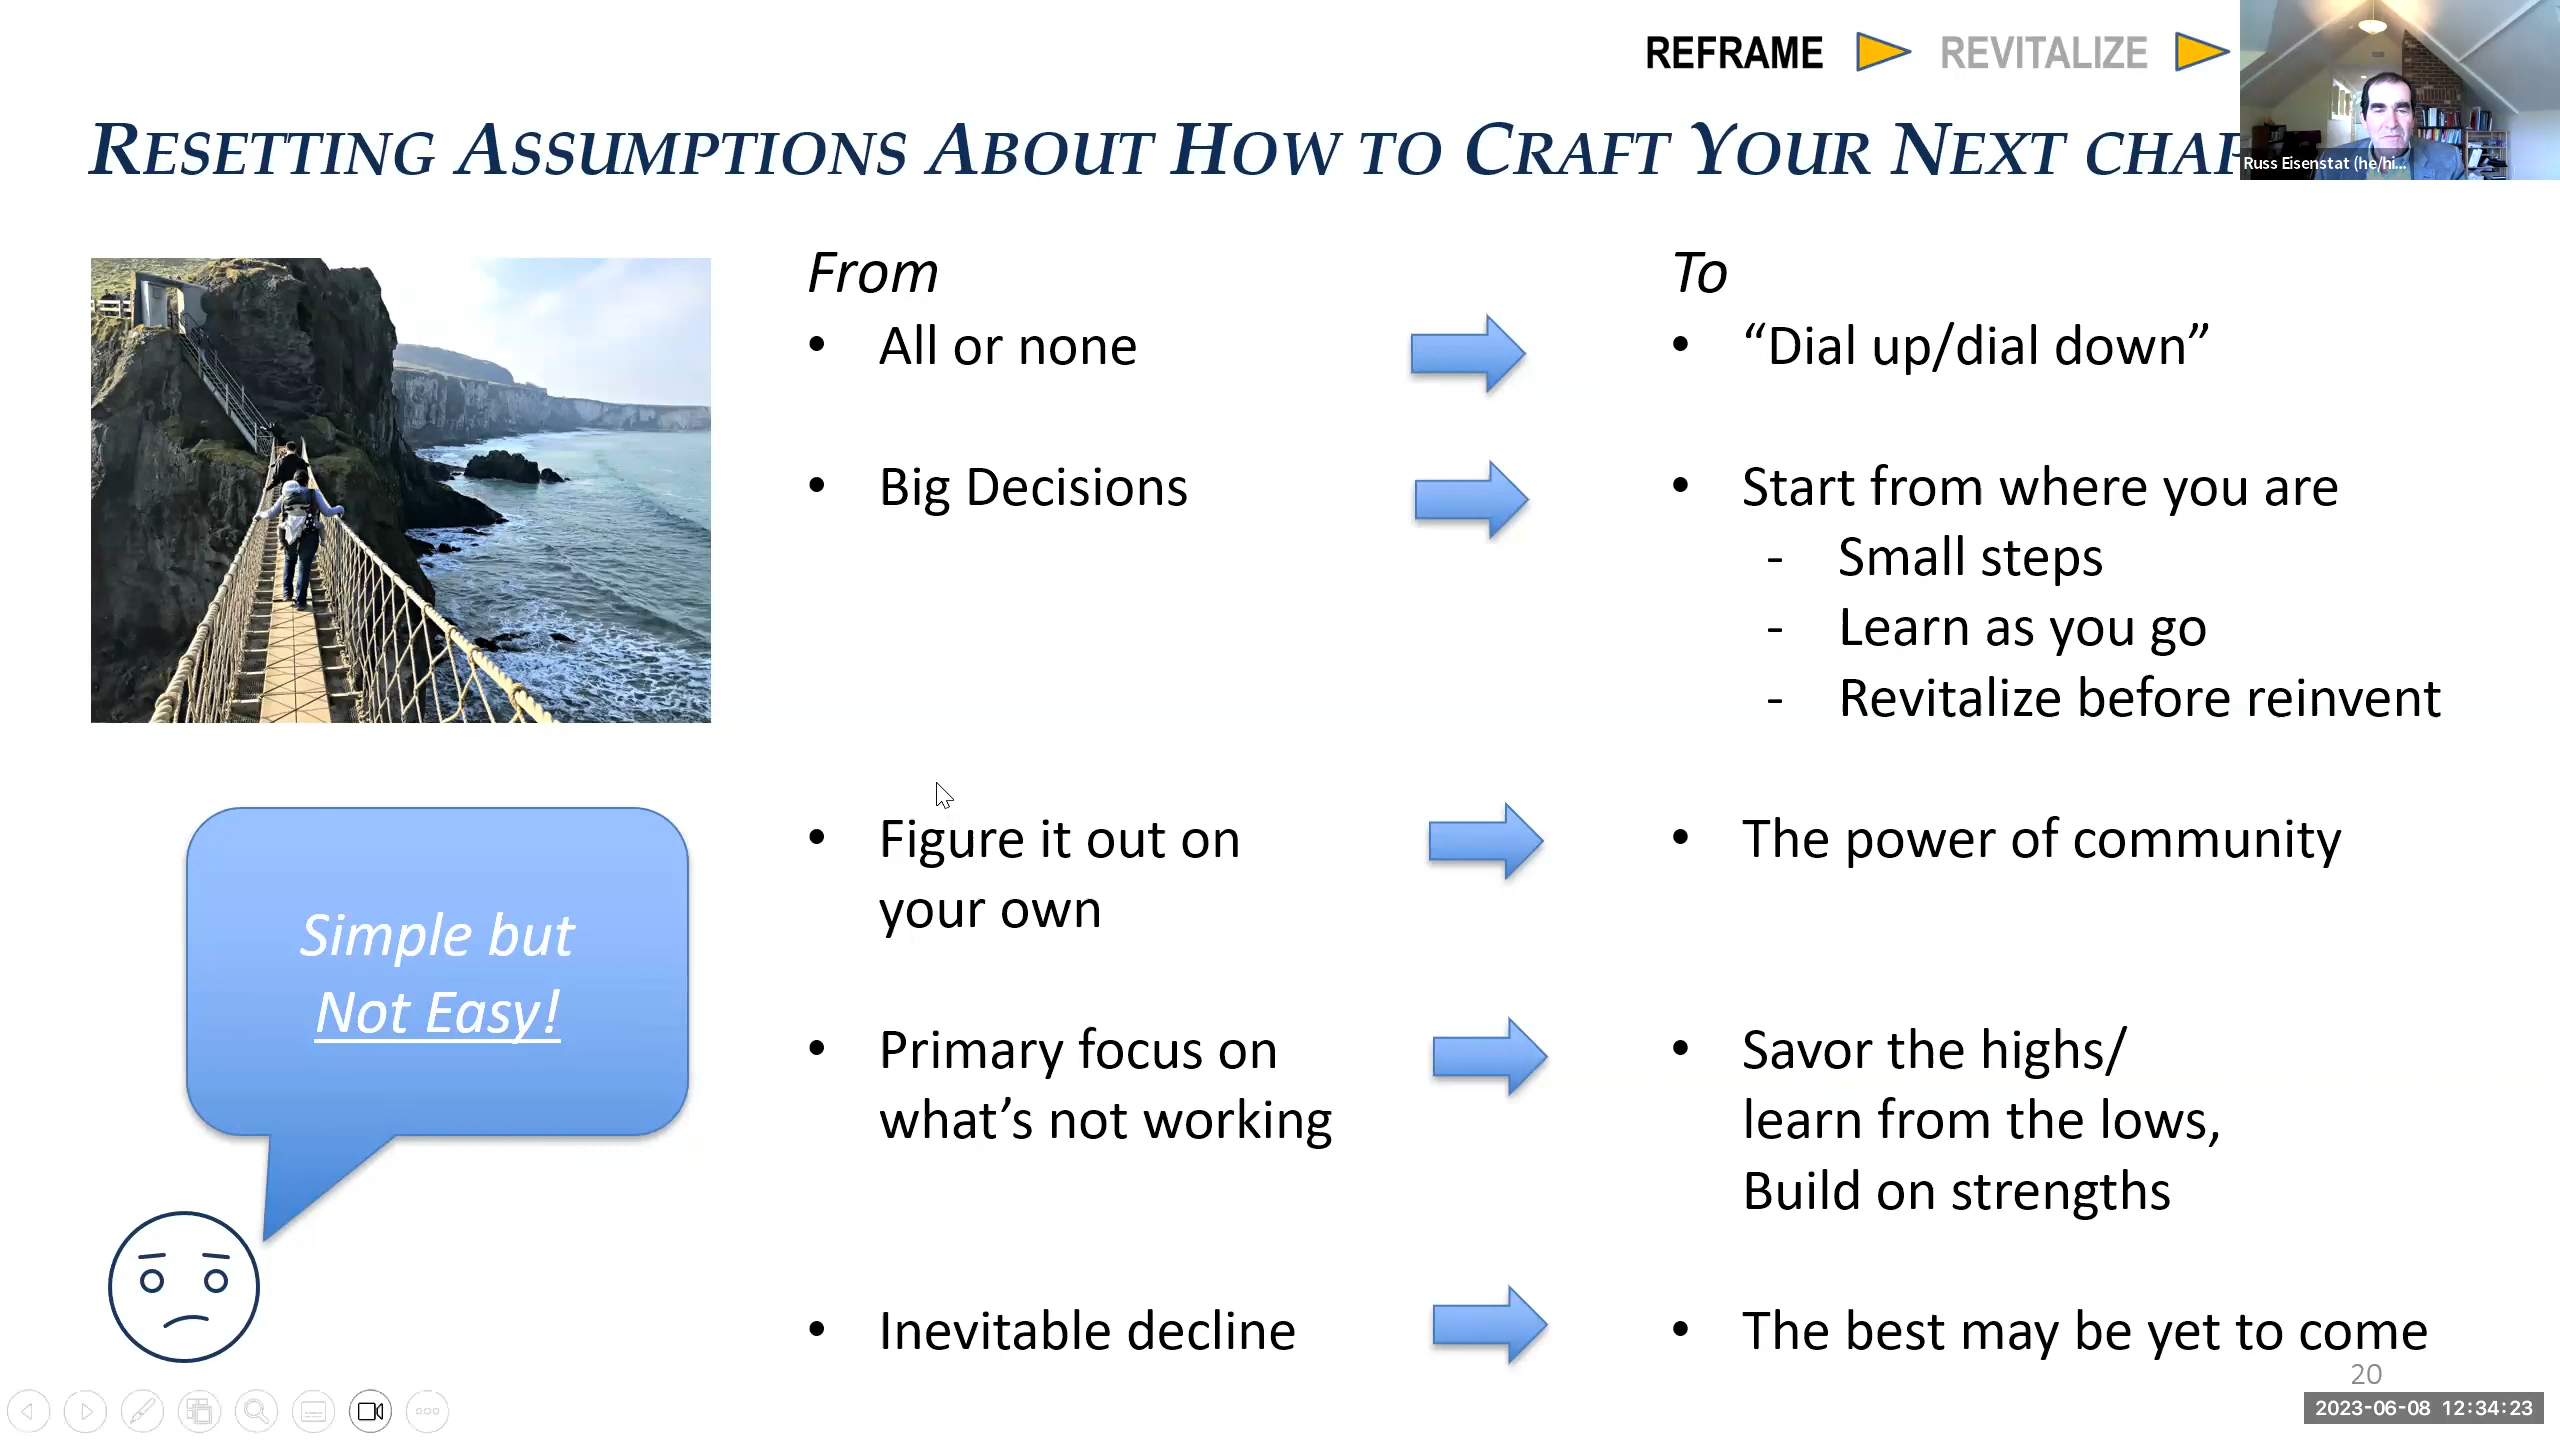 REFRAME REVITALIZE
RESETTING ASSUMPTIONS ABOUT HOW TO CRAFT YOUR NEXT
Russ Eisenstat (he/hi...
From
To
• All or none
• “Dial up/dial down”
• Big Decisions
• Start from where you are
- Small steps
- Learn as you go
- Revitalize before reinvent
• Figure it out on
your own
• The power of community
Simple but
Not Easy!
• Primary focus on
what’s not working
• Savor the highs/
learn from the lows,
Build on strengths
• Inevitable decline
• The best may be yet to come
20
2023-06-08 12:34:23